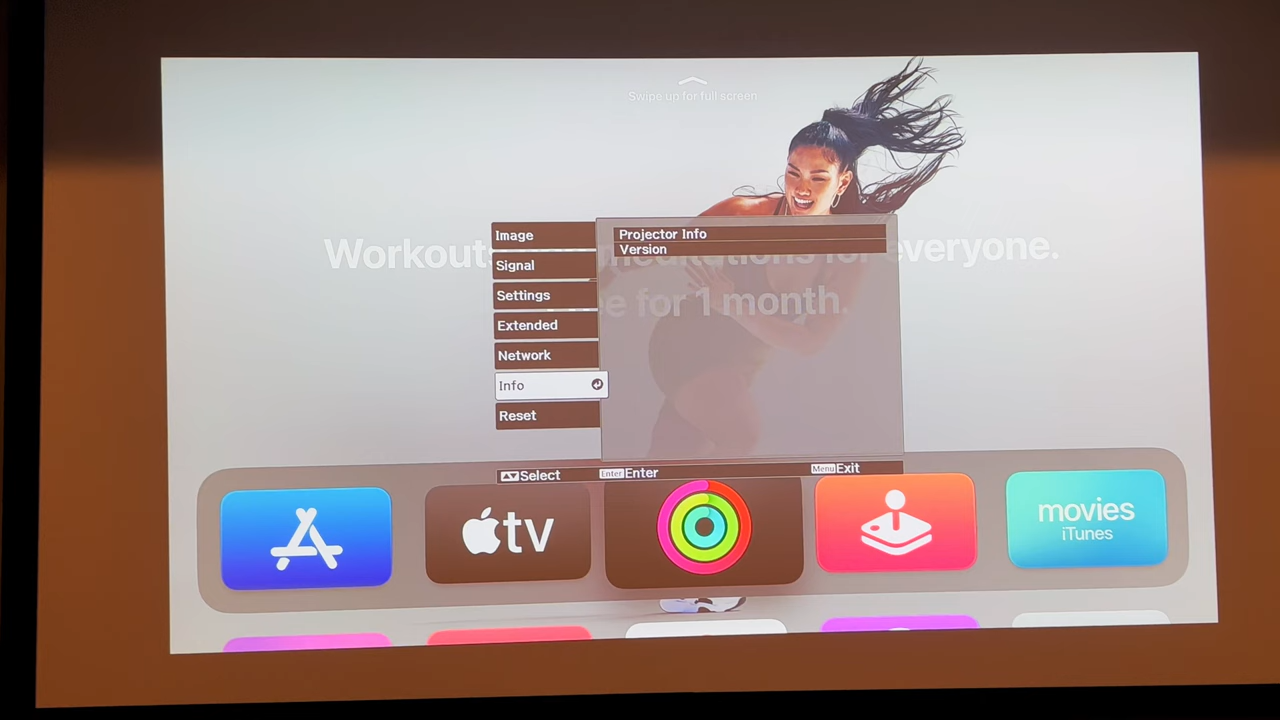 Swipe up for full screen
Workouts
everyone.
e for 1 month.
Image
Signal
Settings
Extended
Network
Info
Reset
Projector Info
Version
Select
Enter Enter
Menu Exit
tv
movies
iTunes